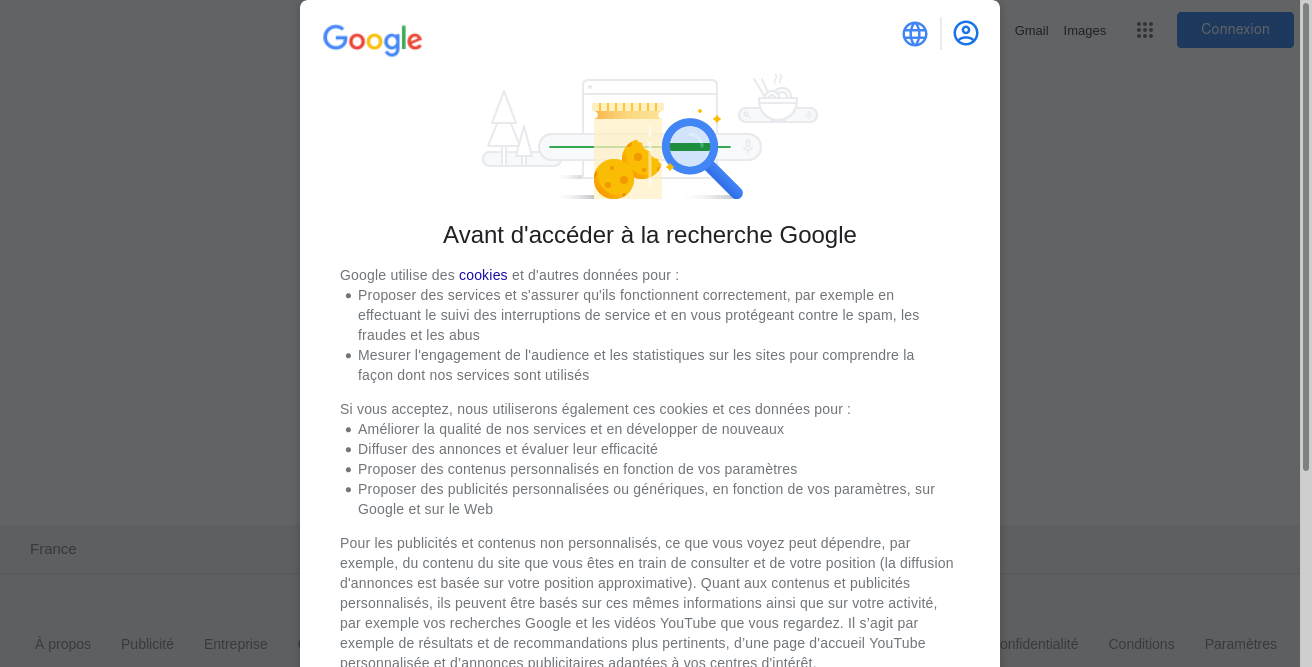 Google
Gmail Images Connexion
Avant d'accéder à la recherche Google
Google utilise des cookies et d'autres données pour :
Proposer des services et s'assurer qu'ils fonctionnent correctement, par exemple en
effectuant le suivi des interruptions de service et en vous protégeant contre le spam, les
fraudes et les abus
Mesurer l'engagement de l'audience et les statistiques sur les sites pour comprendre la
façon dont nos services sont utilisés
Si vous acceptez, nous utiliserons également ces cookies et ces données pour :
Améliorer la qualité de nos services et en développer de nouveaux
Diffuser des annonces et évaluer leur efficacité
Proposer des contenus personnalisés en fonction de vos paramètres
Proposer des publicités personnalisées ou génériques, en fonction de vos paramètres, sur
Google et sur le Web
Pour les publicités et contenus non personnalisés, ce que vous voyez peut dépendre, par
exemple, du contenu du site que vous êtes en train de consulter et de votre position (la diffusion
d'annonces est basée sur votre position approximative). Quant aux contenus et publicités
personnalisés, ils peuvent être basés sur ces mêmes informations ainsi que sur votre activité,
par exemple vos recherches Google et les vidéos YouTube que vous regardez. Il s’agit par
exemple de résultats et de recommandations plus pertinents, d’une page d'accueil YouTube
personnalisée et d’annonces publicitaires adaptées à vos centres d'intérêt.
France
À propos Publicité Entreprise onfidentialité Conditions Paramètres